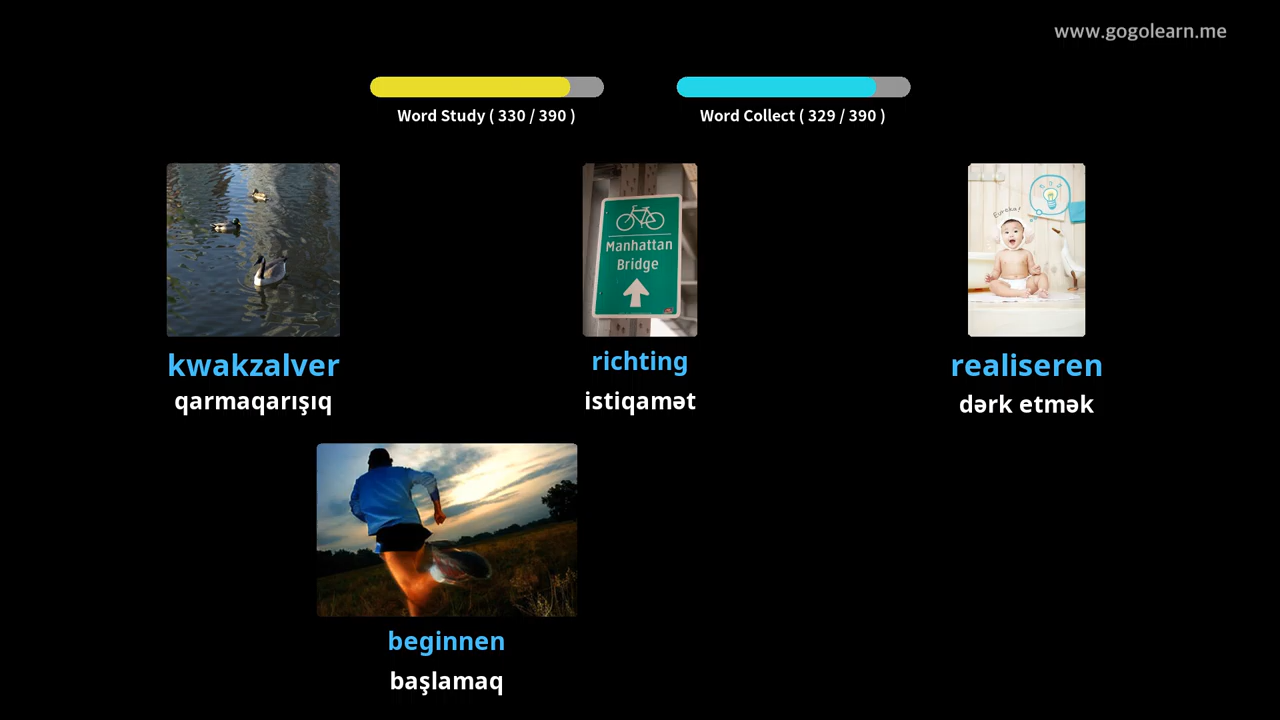 www.gogolearn.me
Word Study ( 330 / 390 )
Word Collect ( 329 / 390 )
Manhattan
Bridge
Eureka!
kwakzalver
qarmaqarışıq
richting
istiqamət
realiseren
dərk etmək
beginnen
başlamaq